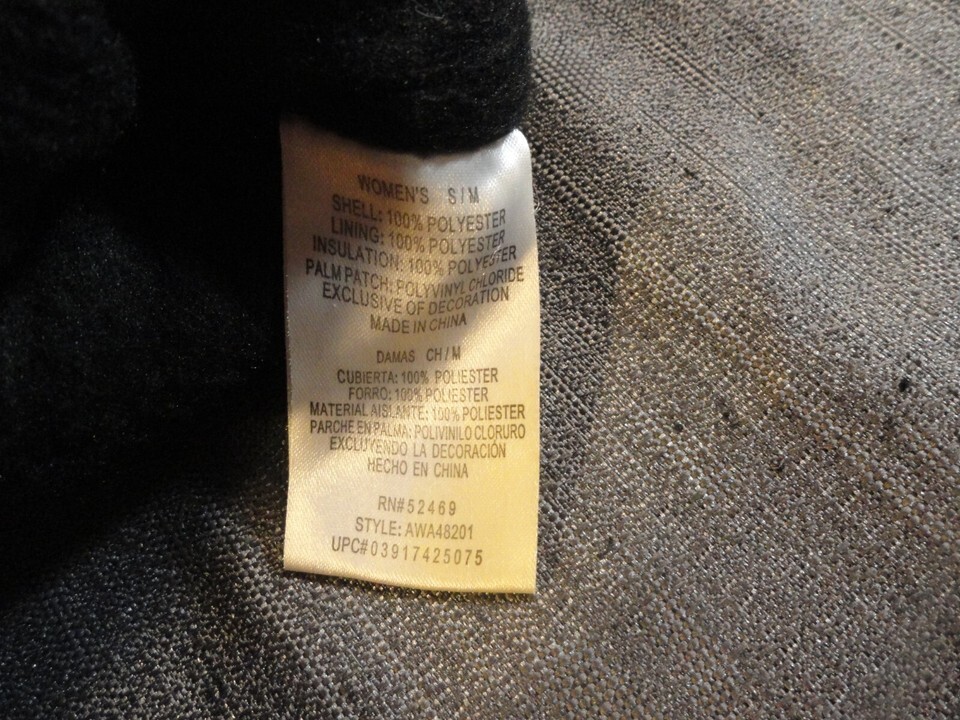 WOMEN'S S/M
SHELL: 100% POLYESTER
LINING: 100% POLYESTER
INSULATION: 100% POLYESTER
PALM PATCH: POLYVINYL CHLORIDE
EXCLUSIVE OF DECORATION
MADE IN CHINA
DAMAS CH/M
CUBIERTA: 100% POLIESTER
FORRO: 100% POLIESTER
MATERIAL AISLANTE: 100% POLIESTER
PARCHE EN PALMA: POLIVINILO CLORURO
EXCLUYENDO LA DECORACIÓN
HECHO EN CHINA
RN#52469
STYLE: AWA48201
UPC#03917425075